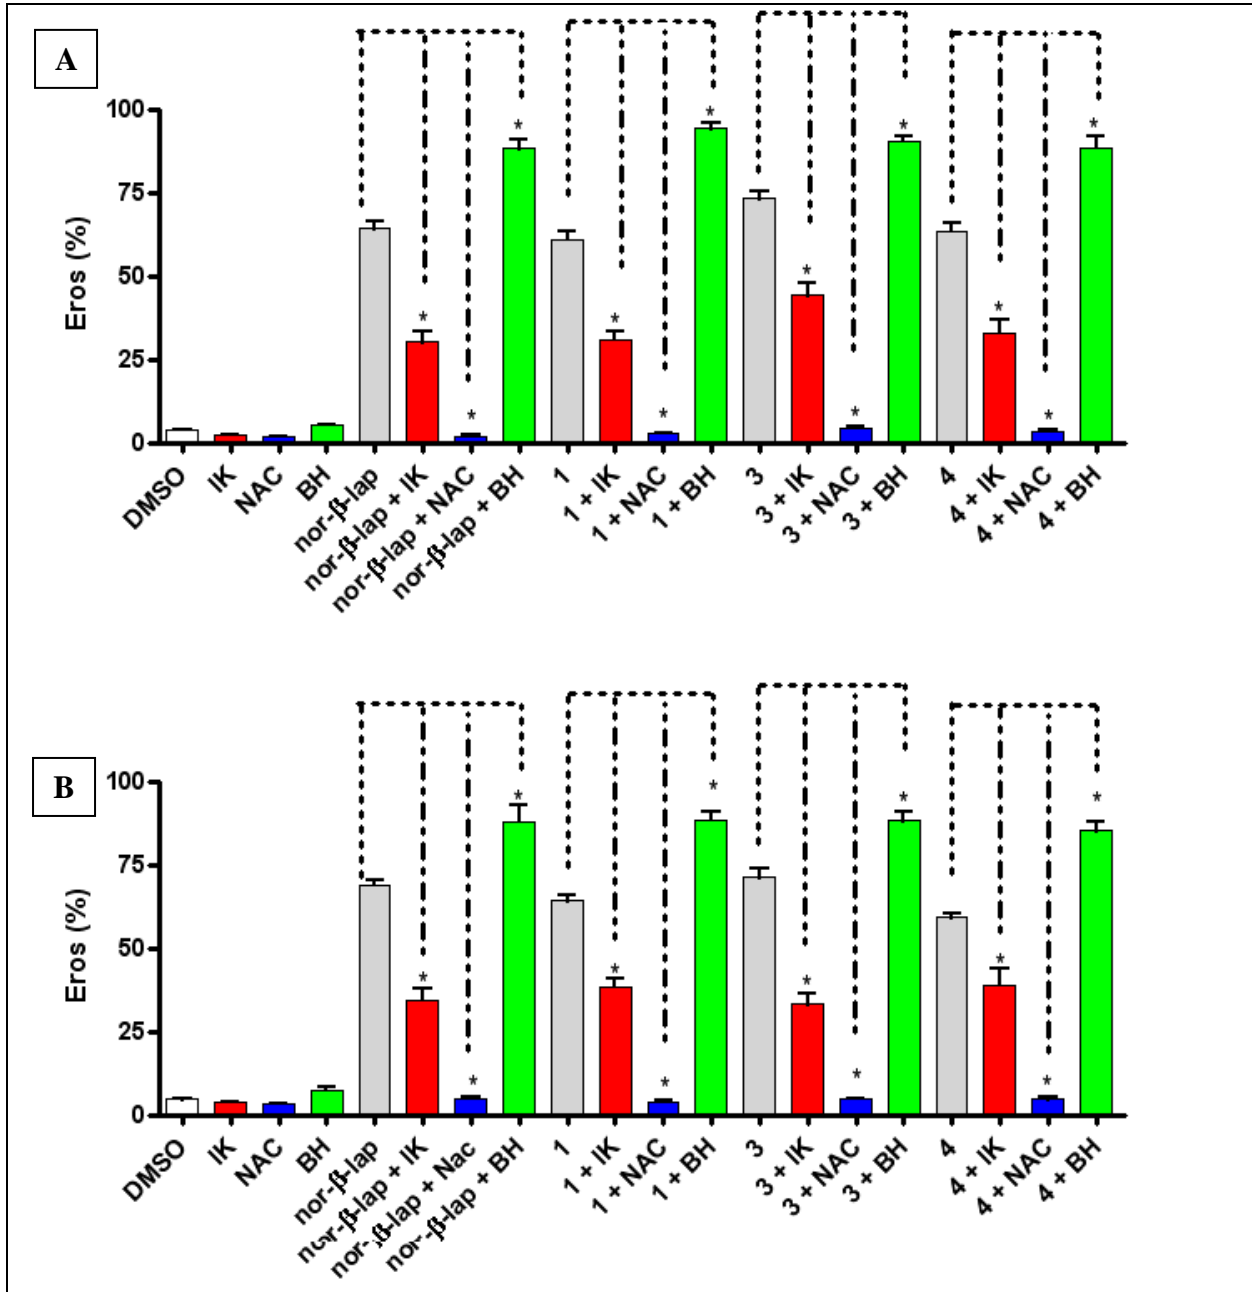 A
100
75
50
25
0
Eros (%)
* * * * * * * * * * * *
DMSO
IK
NAC
BH
nor-β-lap
nor-β-lap + IK
nor-β-lap + NAC
nor-β-lap + BH
1
1 + IK
1 + NAC
1 + BH
3
3 + IK
3 + NAC
3 + BH
4
4 + IK
4 + NAC
4 + BH
B
100
75
50
25
0
Eros (%)
* * * * * * * * * * * *
DMSO
IK
NAC
BH
nor-β-lap
nor-β-lap + IK
nor-β-lap + Nac
nor-β-lap + BH
1
1 + IK
1 + NAC
1 + BH
3
3 + IK
3 + NAC
3 + BH
4
4 + IK
4 + NAC
4 + BH